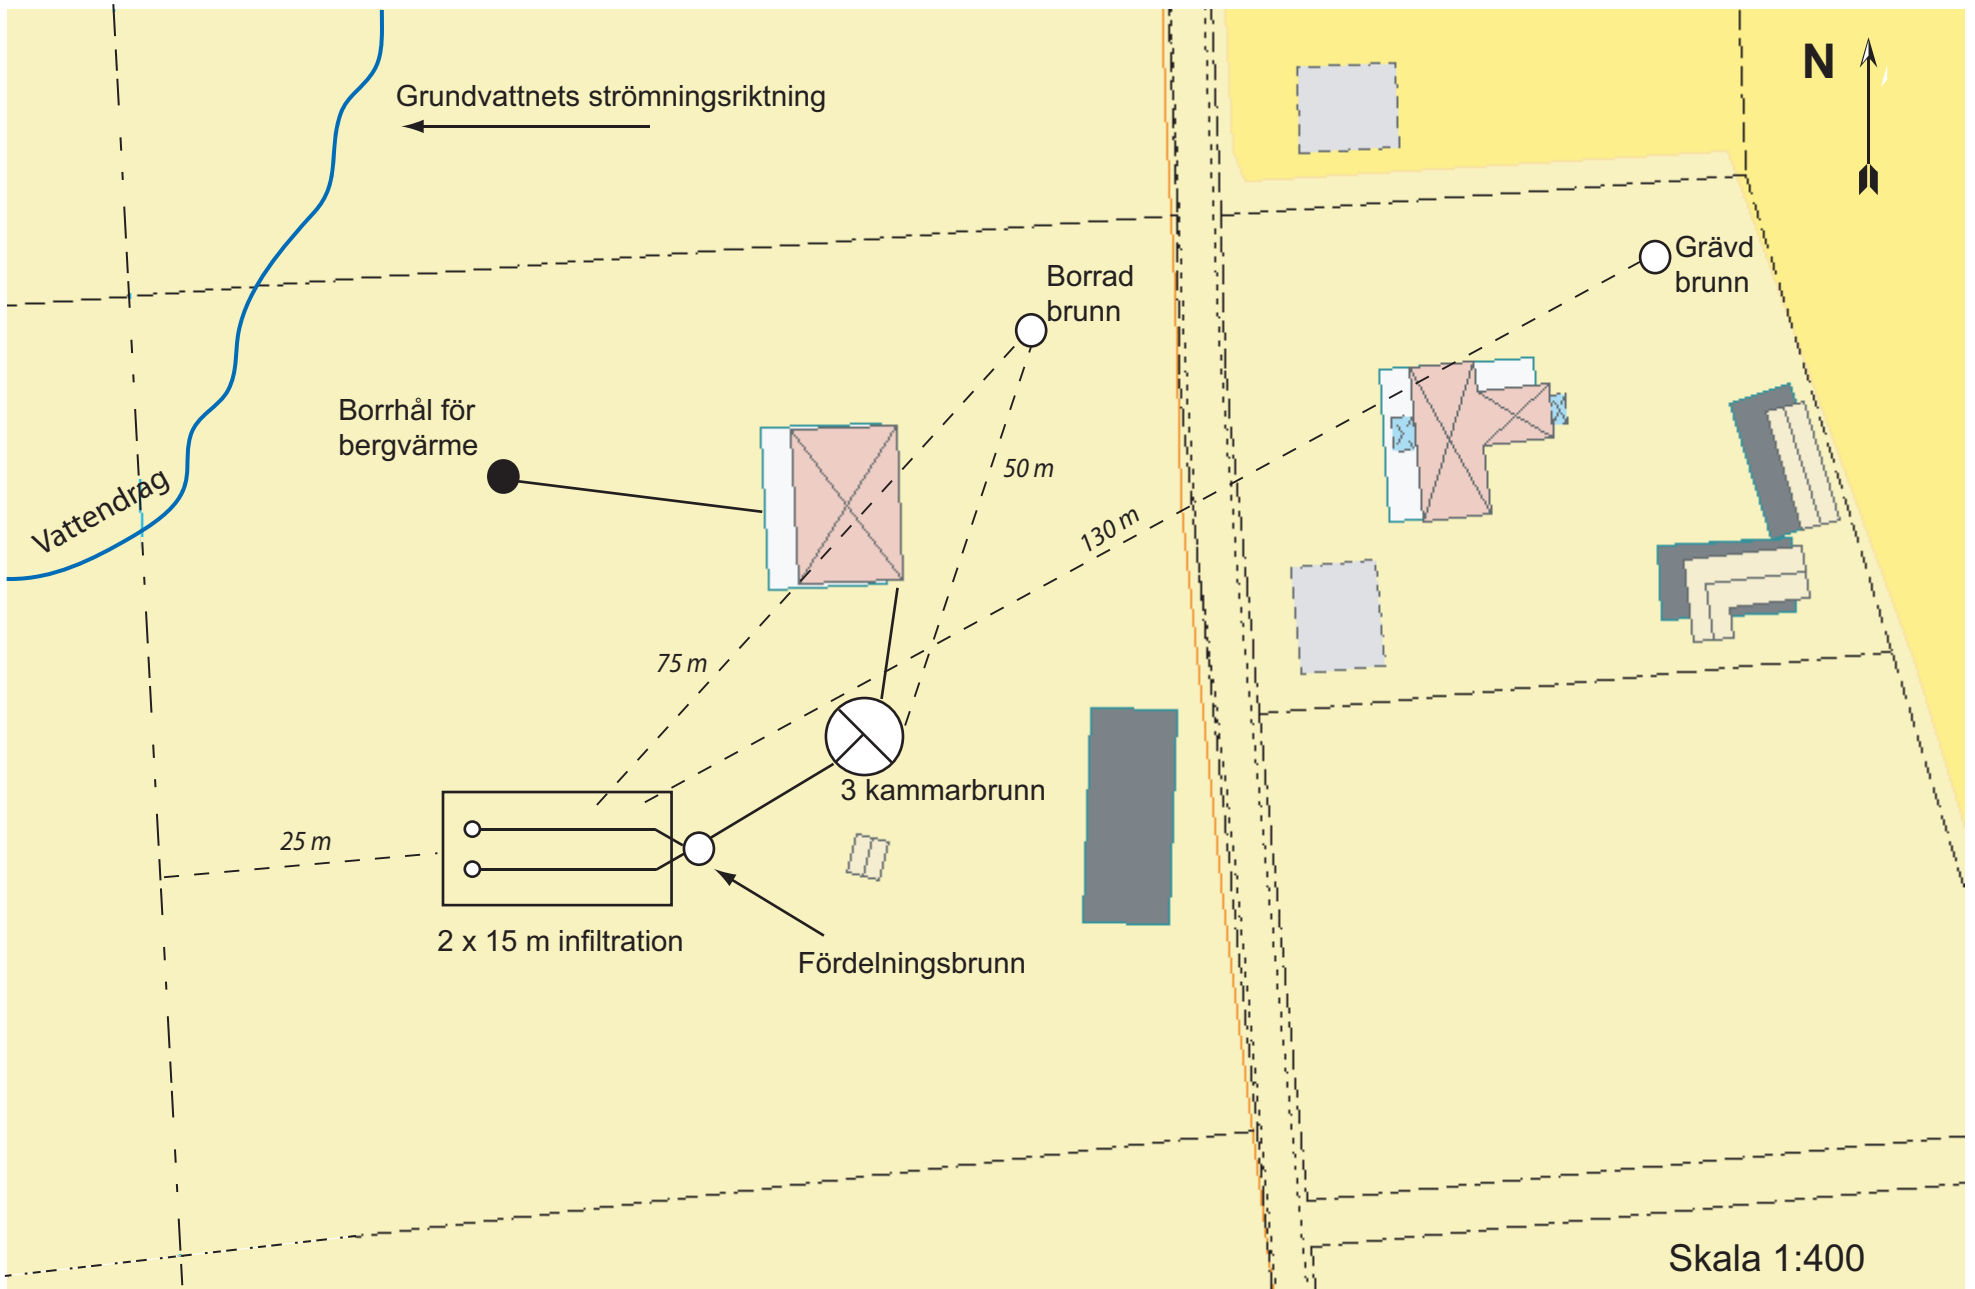 N
Grundvattnets strömningsriktning
Grävd
brunn
Borrad
brunn
Borrhål för
bergvärme
50 m
Vattendrag
130 m
75 m
3 kammarbrunn
25 m
2 x 15 m infiltration
Fördelningsbrunn
Skala 1:400